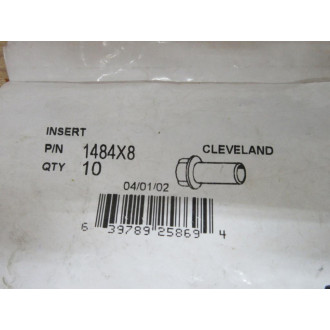 INSERT
P/N 1484X8 CLEVELAND
QTY 10
04/01/02
6 39789 25869 4